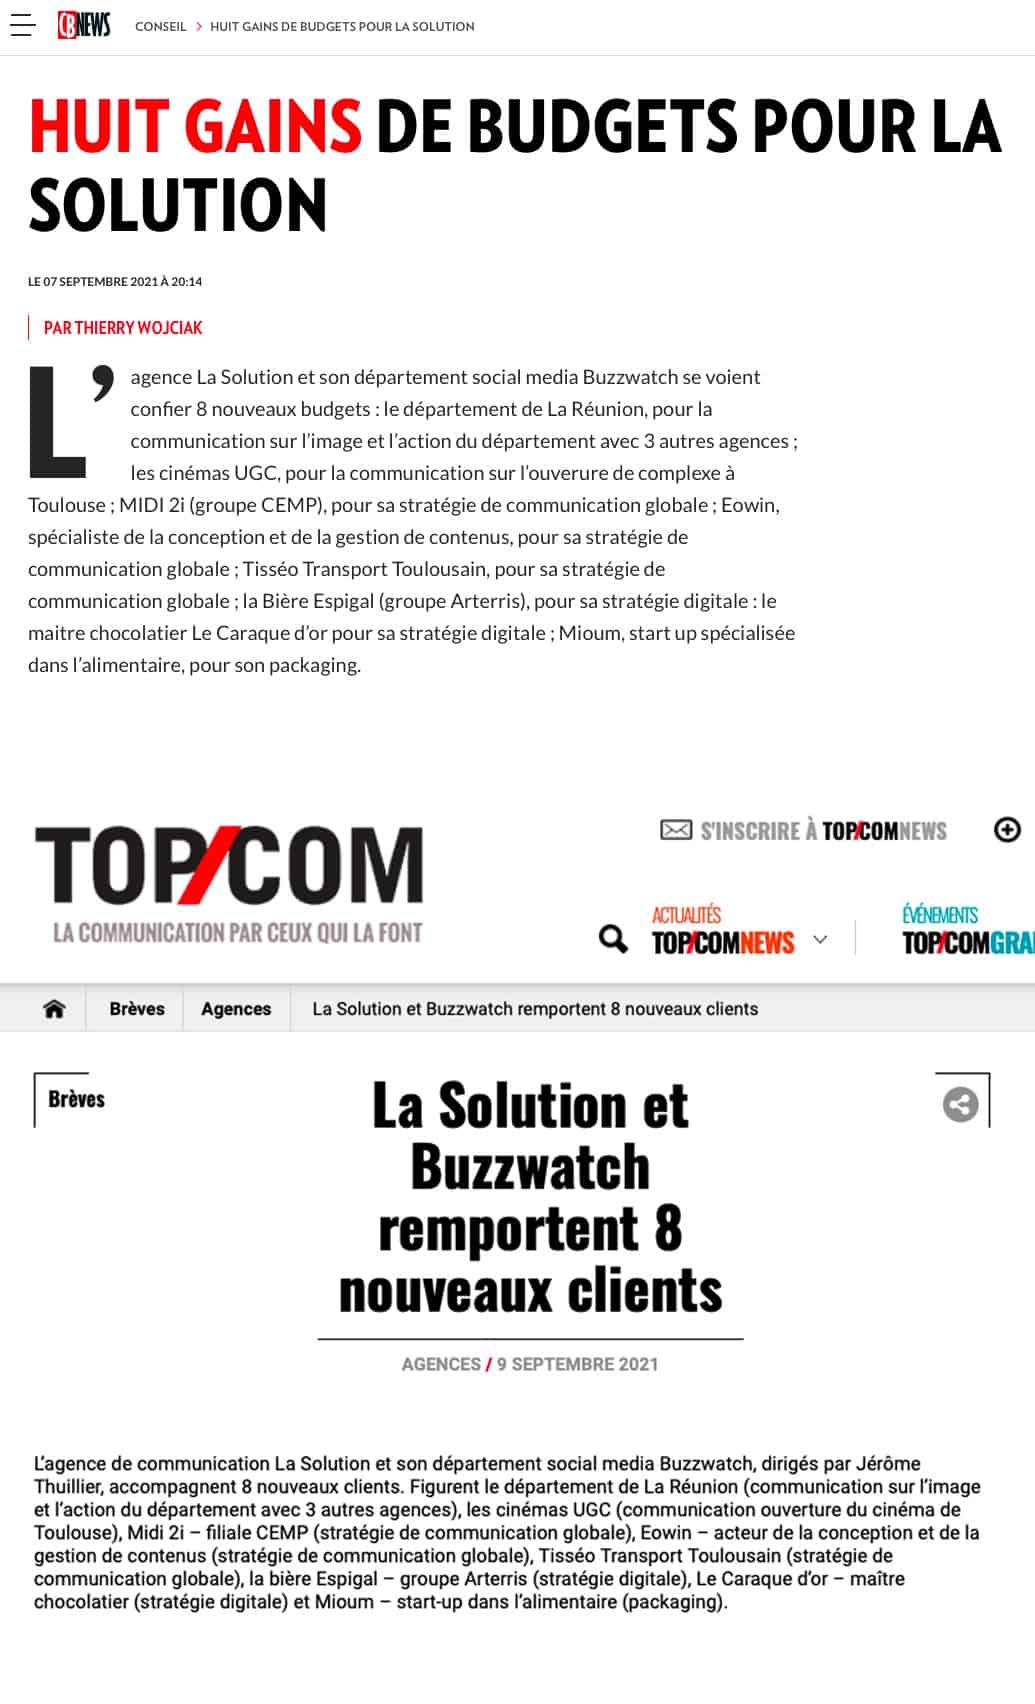 CBNEWS CONSEIL > HUIT GAINS DE BUDGETS POUR LA SOLUTION
HUIT GAINS DE BUDGETS POUR LA
SOLUTION
LE 07 SEPTEMBRE 2021 À 20:14
PAR THIERRY WOJCIAK
L’agence La Solution et son département social media Buzzwatch se voient
confier 8 nouveaux budgets : le département de La Réunion, pour la
communication sur l’image et l’action du département avec 3 autres agences ;
les cinémas UGC, pour la communication sur l’ouverure de complexe à
Toulouse ; MIDI 2i (groupe CEMP), pour sa stratégie de communication globale ; Eowin,
spécialiste de la conception et de la gestion de contenus, pour sa stratégie de
communication globale ; Tisséo Transport Toulousain, pour sa stratégie de
communication globale ; la Bière Espigal (groupe Arterris), pour sa stratégie digitale : le
maitre chocolatier Le Caraque d’or pour sa stratégie digitale ; Mioum, start up spécialisée
dans l’alimentaire, pour son packaging.
TOP/COM
LA COMMUNICATION PAR CEUX QUI LA FONT
S'INSCRIRE À TOP/COMNEWS
ACTUALITÉS
TOP/COMNEWS
ÉVÉNEMENTS
TOP/COMGRA
Brèves Agences La Solution et Buzzwatch remportent 8 nouveaux clients
Brèves
La Solution et
Buzzwatch
remportent 8
nouveaux clients
AGENCES / 9 SEPTEMBRE 2021
L’agence de communication La Solution et son département social media Buzzwatch, dirigés par Jérôme
Thuillier, accompagnent 8 nouveaux clients. Figurent le département de La Réunion (communication sur l’image
et l’action du département avec 3 autres agences), les cinémas UGC (communication ouverture du cinéma de
Toulouse), Midi 2i – filiale CEMP (stratégie de communication globale), Eowin – acteur de la conception et de la
gestion de contenus (stratégie de communication globale), Tisséo Transport Toulousain (stratégie de
communication globale), la bière Espigal – groupe Arterris (stratégie digitale), Le Caraque d’or – maître
chocolatier (stratégie digitale) et Mioum – start-up dans l’alimentaire (packaging).